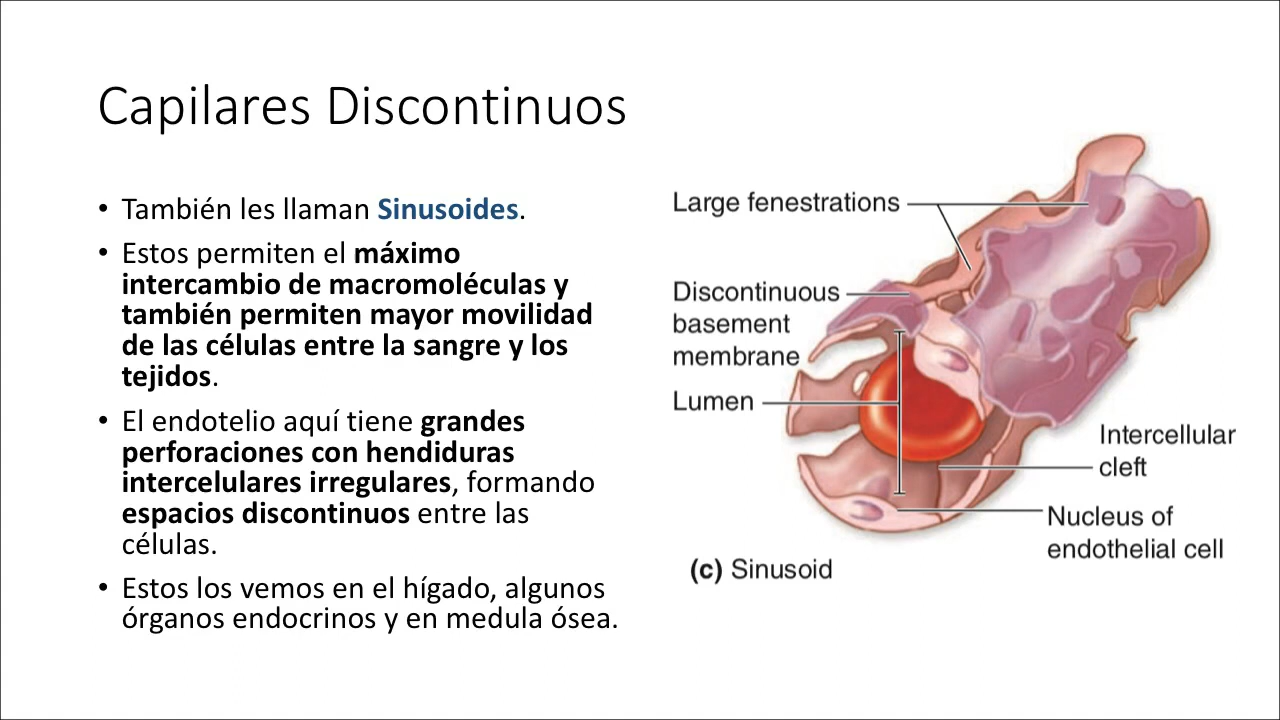 Capilares Discontinuos
• También les llaman Sinusoides.
• Estos permiten el máximo
intercambio de macromoléculas y
también permiten mayor movilidad
de las células entre la sangre y los
tejidos.
• El endotelio aquí tiene grandes
perforaciones con hendiduras
intercelulares irregulares, formando
espacios discontinuos entre las
células.
• Estos los vemos en el hígado, algunos
órganos endocrinos y en medula ósea.
Large fenestrations
Discontinuous
basement
membrane
Lumen
Intercellular
cleft
Nucleus of
endothelial cell
(c) Sinusoid